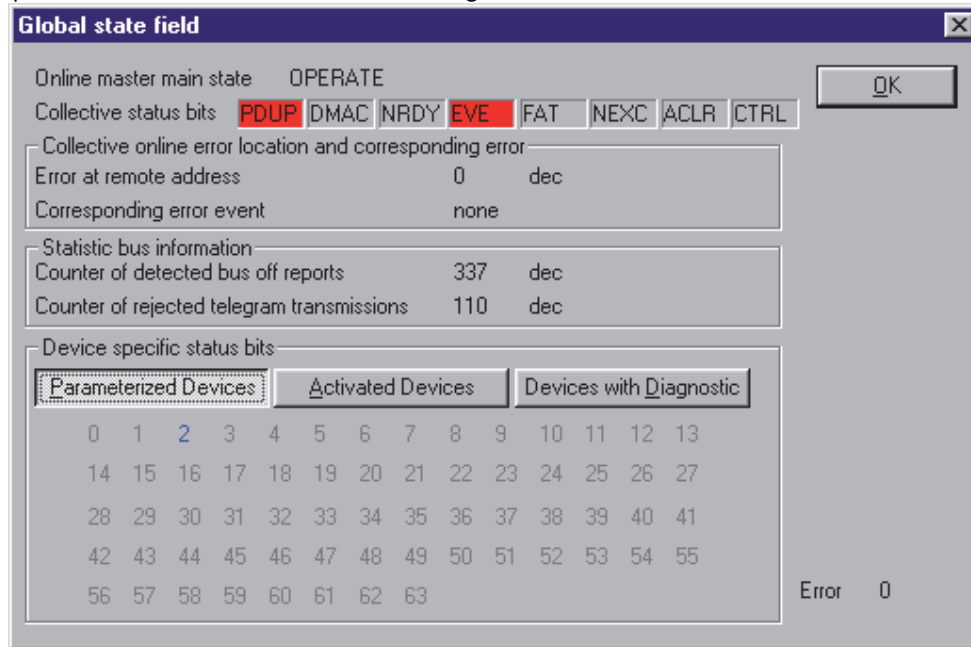 Global state field
Online master main state OPERATE
OK
Collective status bits PDUP DMAC NRDY EVE FAT NEXC ACLR CTRL
Collective online error location and corresponding error
Error at remote address 0 dec
Corresponding error event none
Statistic bus information
Counter of detected bus off reports 337 dec
Counter of rejected telegram transmissions 110 dec
Device specific status bits
Parameterized Devices Activated Devices Devices with Diagnostic
0 1 2 3 4 5 6 7 8 9 10 11 12 13
14 15 16 17 18 19 20 21 22 23 24 25 26 27
28 29 30 31 32 33 34 35 36 37 38 39 40 41
42 43 44 45 46 47 48 49 50 51 52 53 54 55
56 57 58 59 60 61 62 63
Error 0